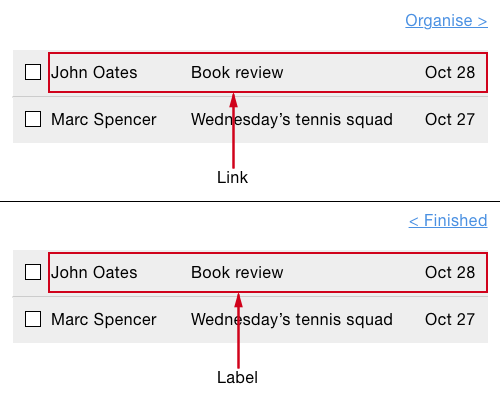 Organise >
John Oates Book review Oct 28
Marc Spencer Wednesday’s tennis squad Oct 27
Link
< Finished
John Oates Book review Oct 28
Marc Spencer Wednesday’s tennis squad Oct 27
Label